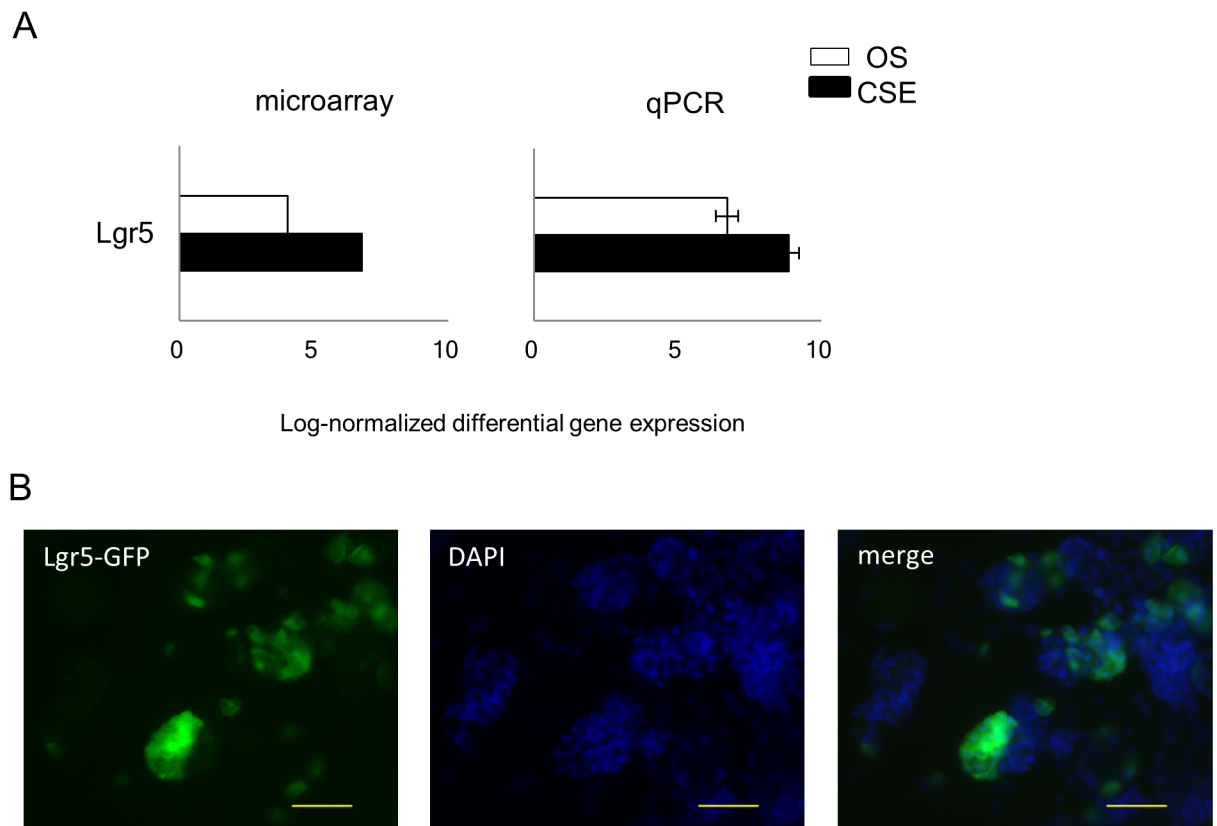 A
OS
CSE
microarray
qPCR
Lgr5
0 5 10
0 5 10
Log-normalized differential gene expression
B
Lgr5-GFP
DAPI
merge